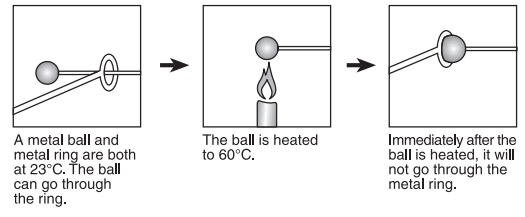 A metal ball and
metal ring are both
at 23°C. The ball
can go through
the ring.
The ball is heated
to 60°C.
Immediately after the
ball is heated, it will
not go through the
metal ring.